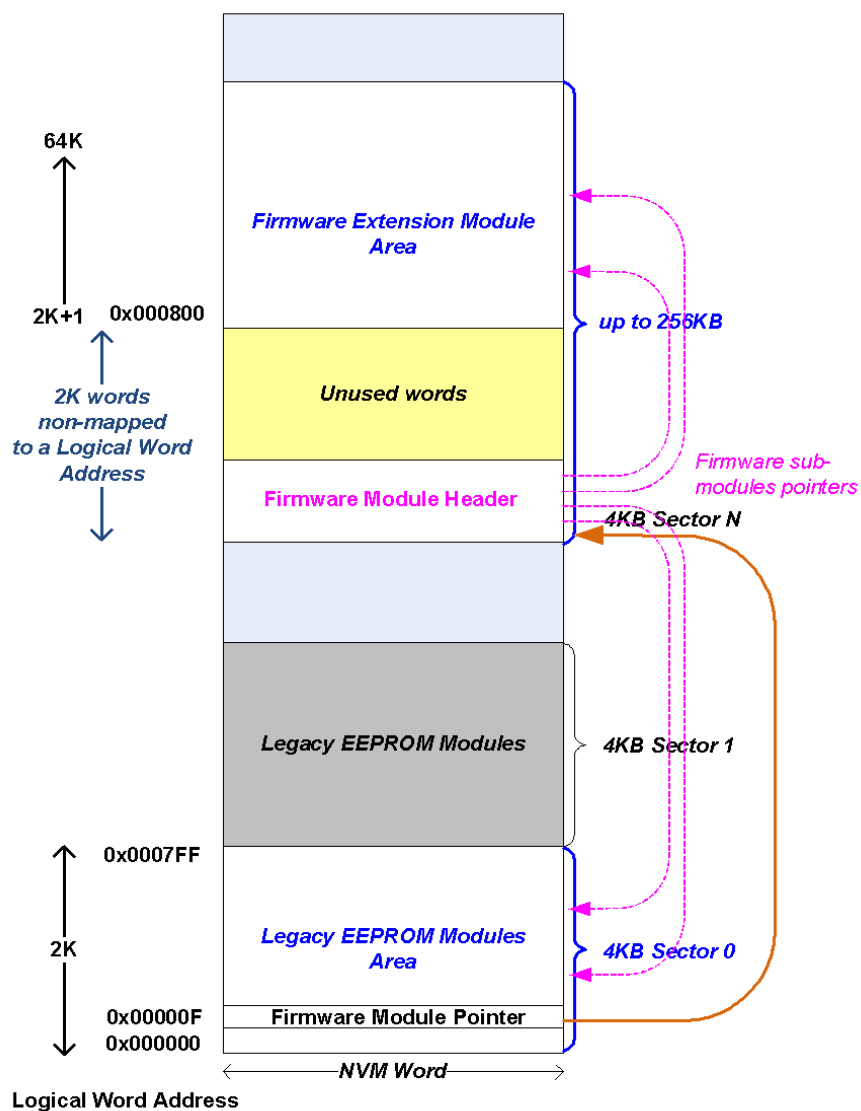 64K
Firmware Extension Module
Area
2K+1
0x000800
up to 256KB
2K words
non-mapped
to a Logical Word
Address
Unused words
Firmware sub-
modules pointers
Firmware Module Header
4KB Sector N
Legacy EEPROM Modules
4KB Sector 1
0x0007FF
2K
Legacy EEPROM Modules
Area
4KB Sector 0
0x00000F
Firmware Module Pointer
0x000000
NVM Word
Logical Word Address